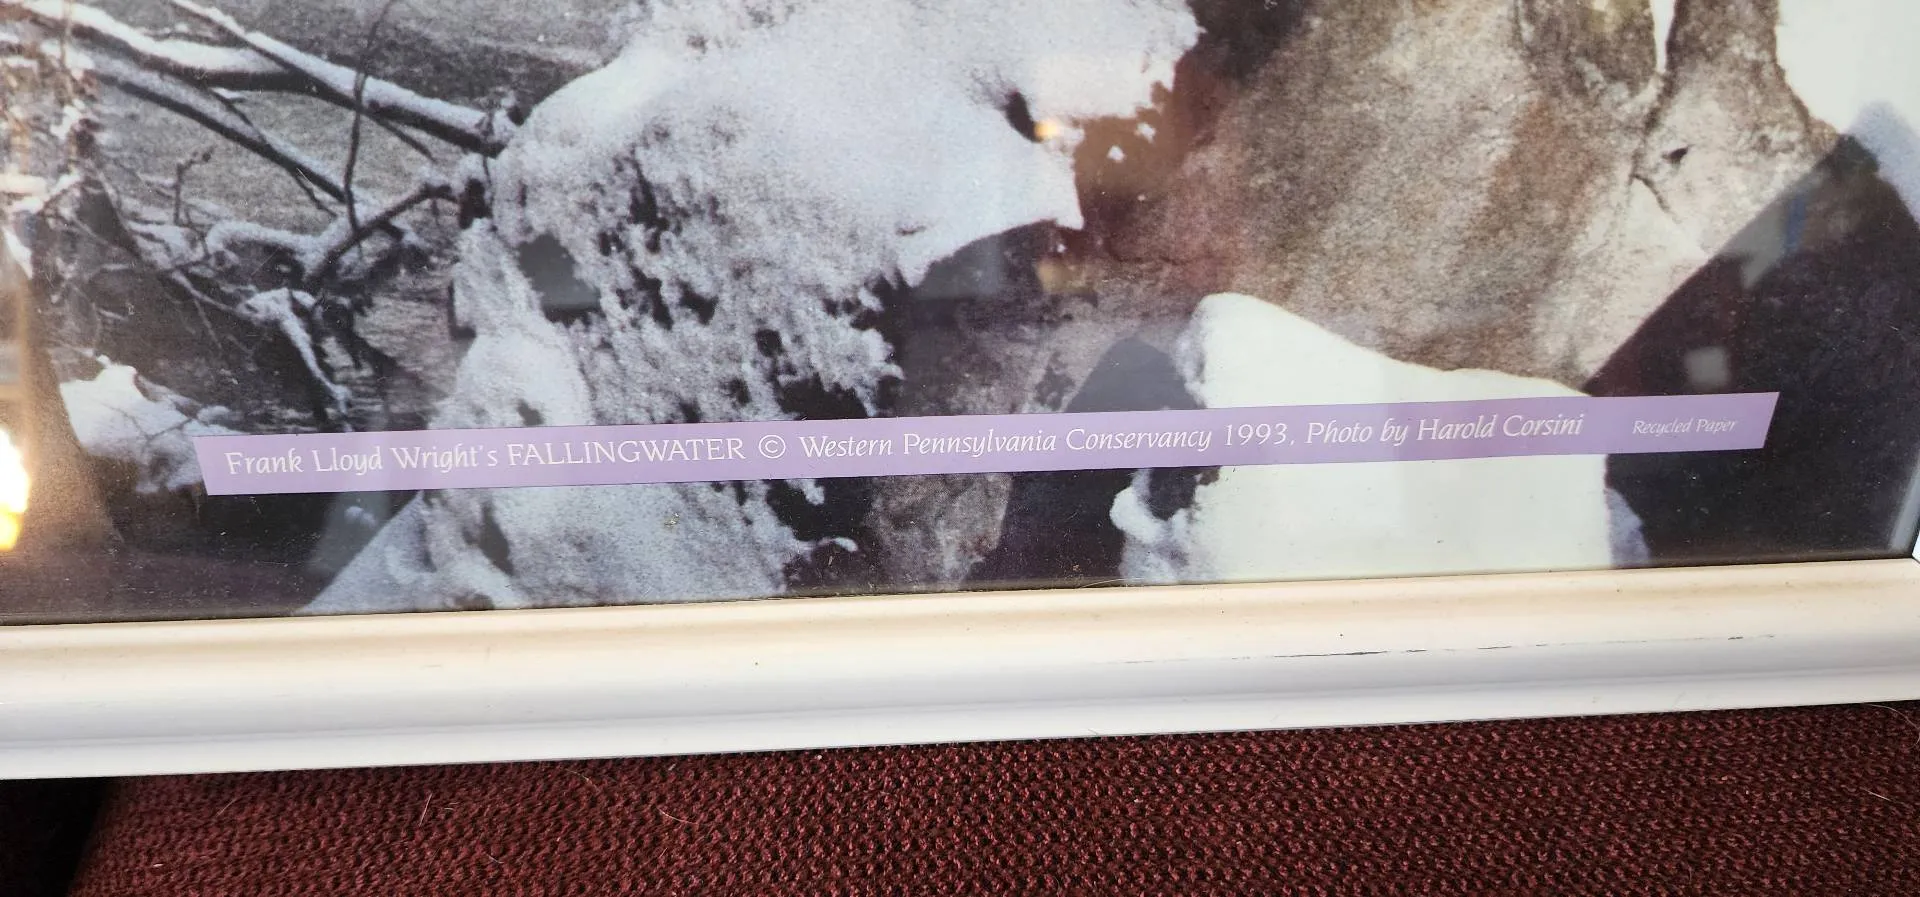 Frank Lloyd Wright's FALLINGWATER © Western Pennsylvania Conservancy 1993, Photo by Harold Corsini Recycled Paper